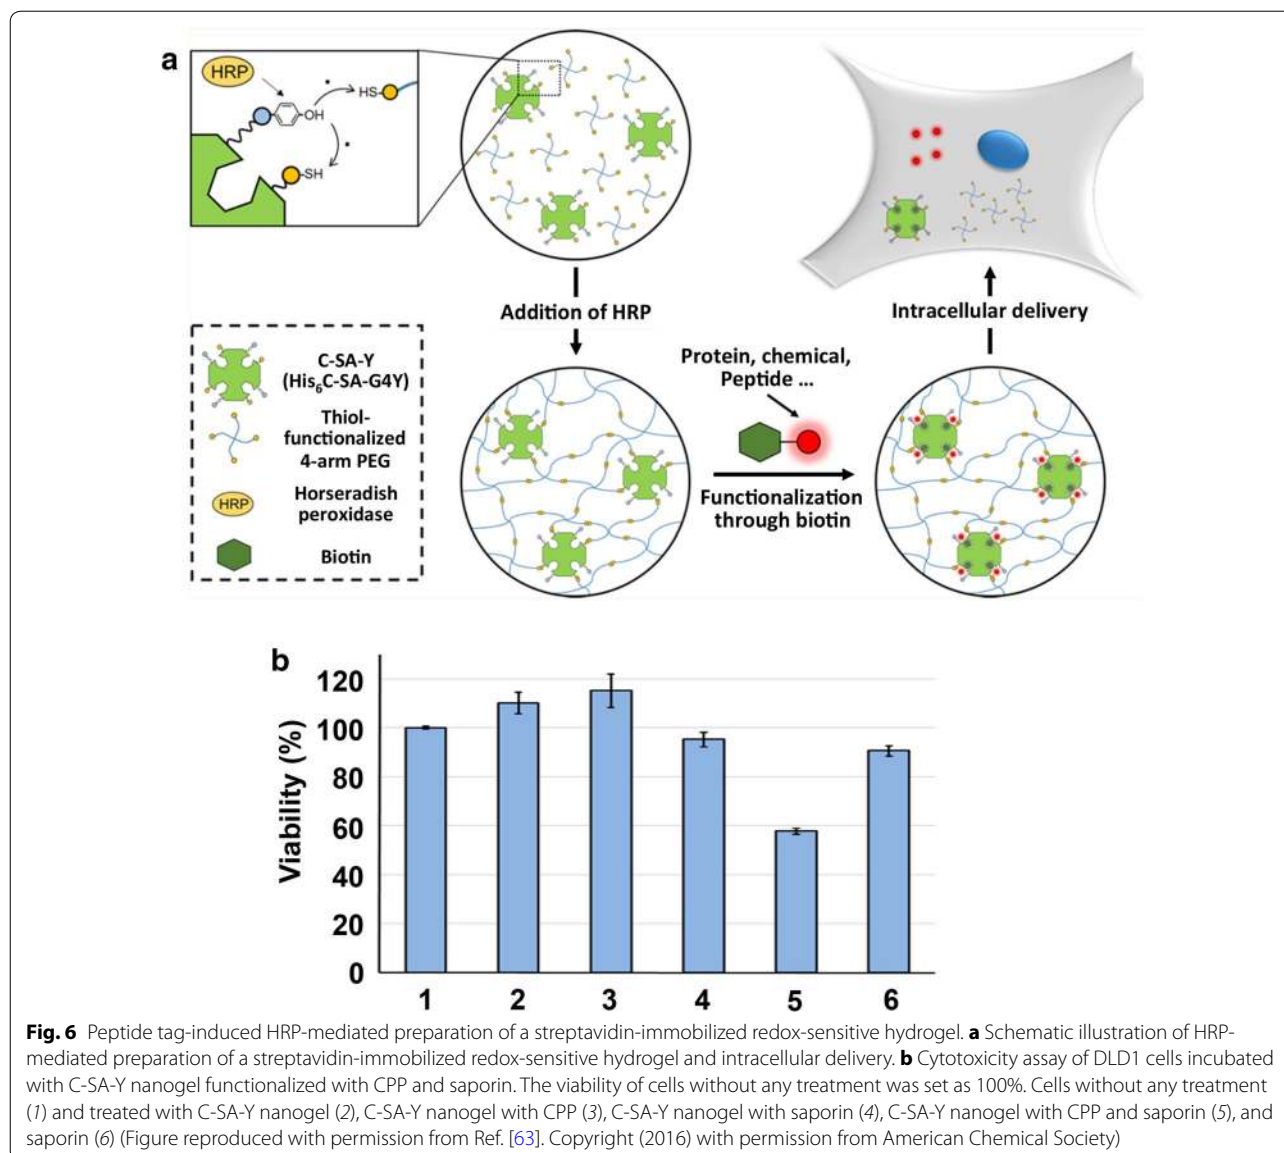 a
HRP
HS
OH
SH
Addition of HRP
C-SA-Y
(His₆C-SA-G4Y)
Thiol-
functionalized
4-arm PEG
HRP
Horseradish
peroxidase
Biotin
Protein, chemical,
Peptide ...
Functionalization
through biotin
Intracellular delivery
b
Viability (%)
120
100
80
60
40
20
0
1 2 3 4 5 6
Fig. 6 Peptide tag-induced HRP-mediated preparation of a streptavidin-immobilized redox-sensitive hydrogel. a Schematic illustration of HRP-
mediated preparation of a streptavidin-immobilized redox-sensitive hydrogel and intracellular delivery. b Cytotoxicity assay of DLD1 cells incubated
with C-SA-Y nanogel functionalized with CPP and saporin. The viability of cells without any treatment was set as 100%. Cells without any treatment
(1) and treated with C-SA-Y nanogel (2), C-SA-Y nanogel with CPP (3), C-SA-Y nanogel with saporin (4), C-SA-Y nanogel with CPP and saporin (5), and
saporin (6) (Figure reproduced with permission from Ref. [63]. Copyright (2016) with permission from American Chemical Society)